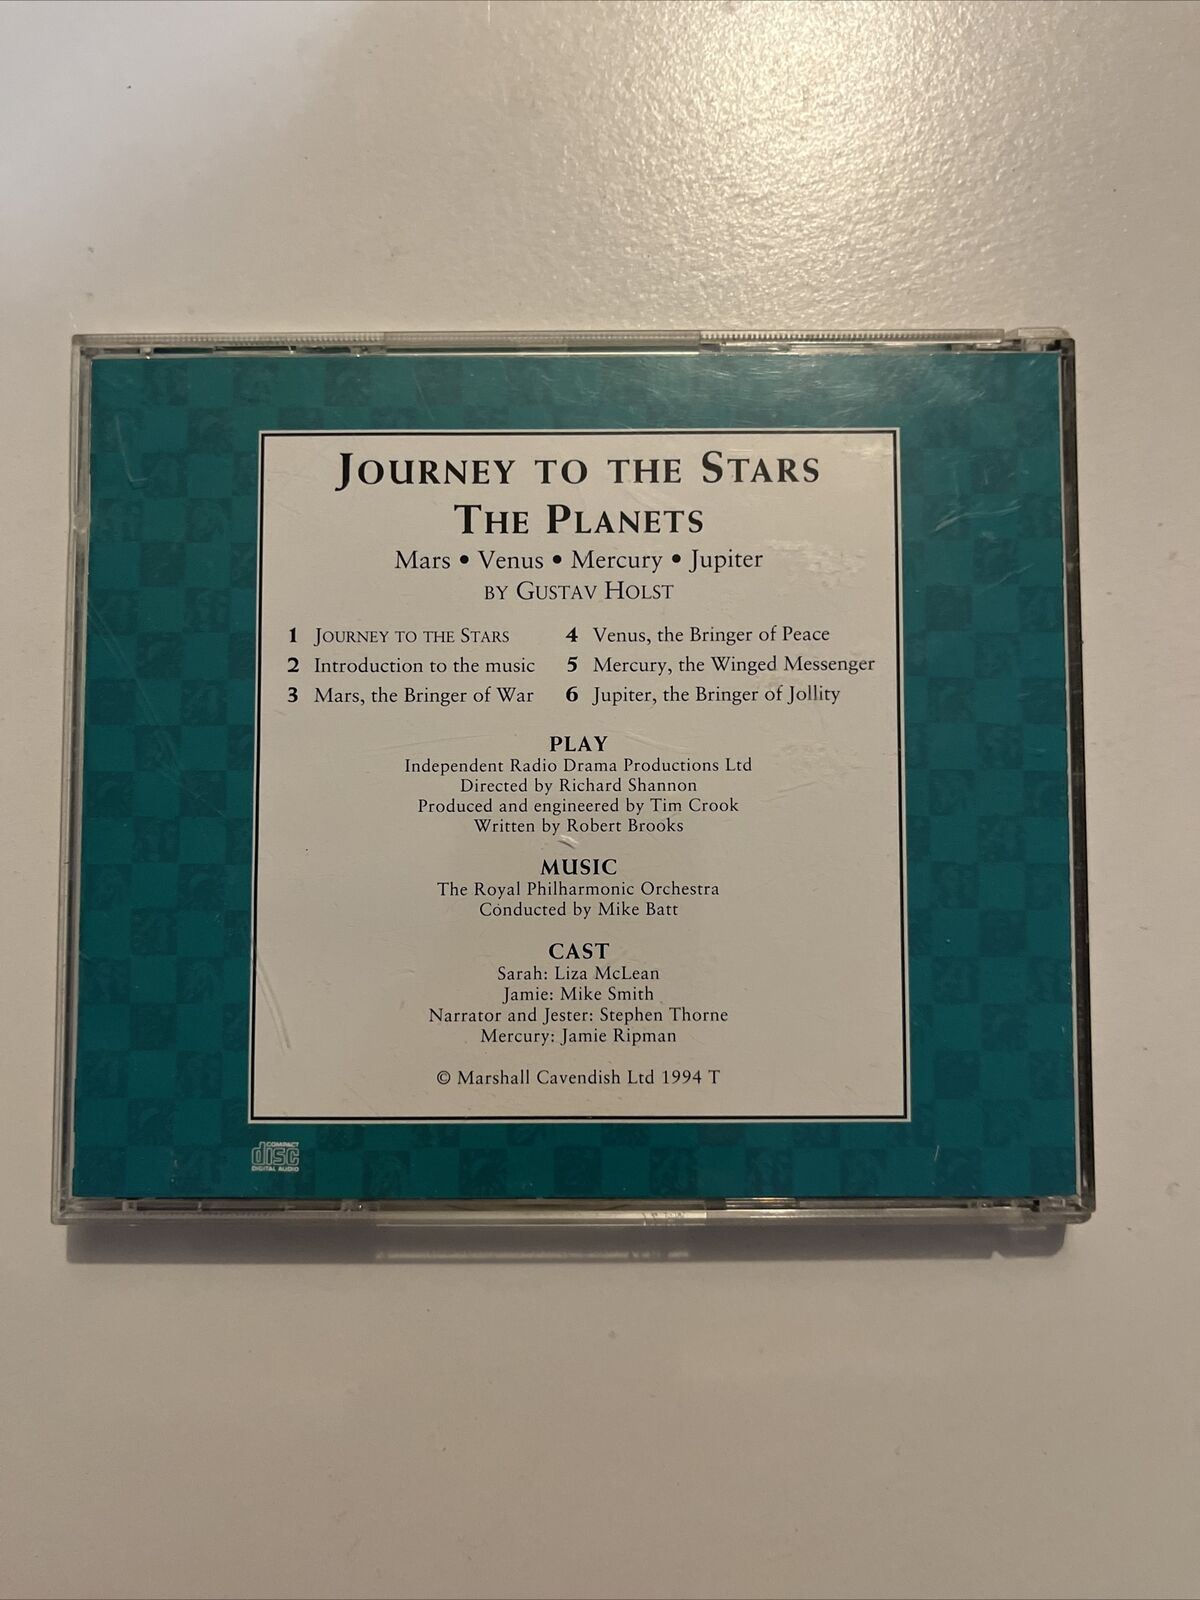 JOURNEY TO THE STARS
THE PLANETS
Mars • Venus • Mercury • Jupiter
BY GUSTAV HOLST
1 JOURNEY TO THE STARS
2 Introduction to the music
3 Mars, the Bringer of War
4 Venus, the Bringer of Peace
5 Mercury, the Winged Messenger
6 Jupiter, the Bringer of Jollity
PLAY
Independent Radio Drama Productions Ltd
Directed by Richard Shannon
Produced and engineered by Tim Crook
Written by Robert Brooks
MUSIC
The Royal Philharmonic Orchestra
Conducted by Mike Batt
CAST
Sarah: Liza McLean
Jamie: Mike Smith
Narrator and Jester: Stephen Thorne
Mercury: Jamie Ripman
© Marshall Cavendish Ltd 1994 T
COMPACT
disc
DIGITAL AUDIO